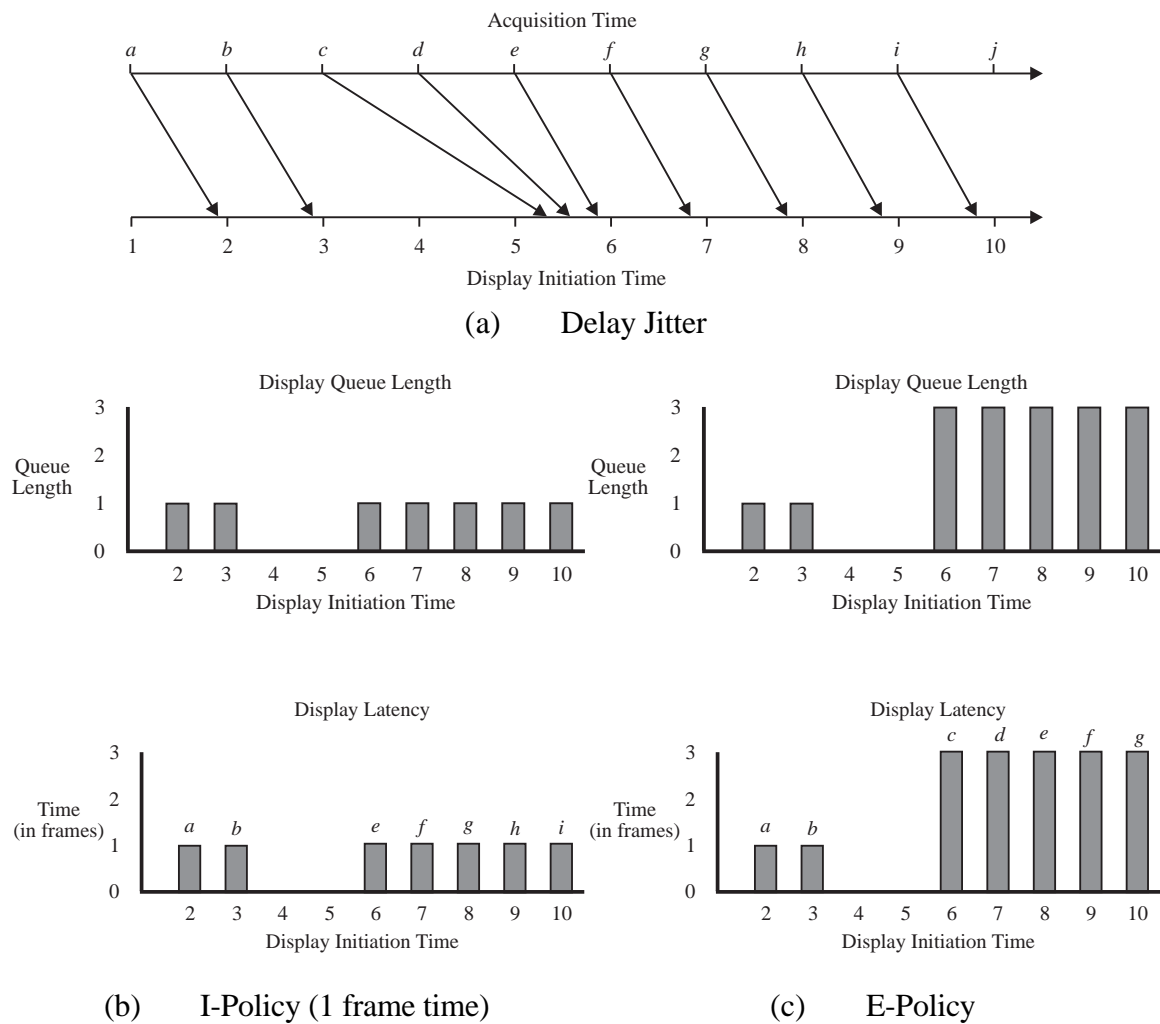 Acquisition Time
a b c d e f g h i j
1 2 3 4 5 6 7 8 9 10
Display Initiation Time
(a) Delay Jitter
Display Queue Length
3
2
1
0
Queue
Length
2 3 4 5 6 7 8 9 10
Display Initiation Time
Display Queue Length
3
2
1
0
Queue
Length
2 3 4 5 6 7 8 9 10
Display Initiation Time
Display Latency
3
2
1
0
Time
(in frames)
a b e f g h i
2 3 4 5 6 7 8 9 10
Display Initiation Time
Display Latency
3
2
1
0
Time
(in frames)
c d e f g
a b
2 3 4 5 6 7 8 9 10
Display Initiation Time
(b) I-Policy (1 frame time)
(c) E-Policy